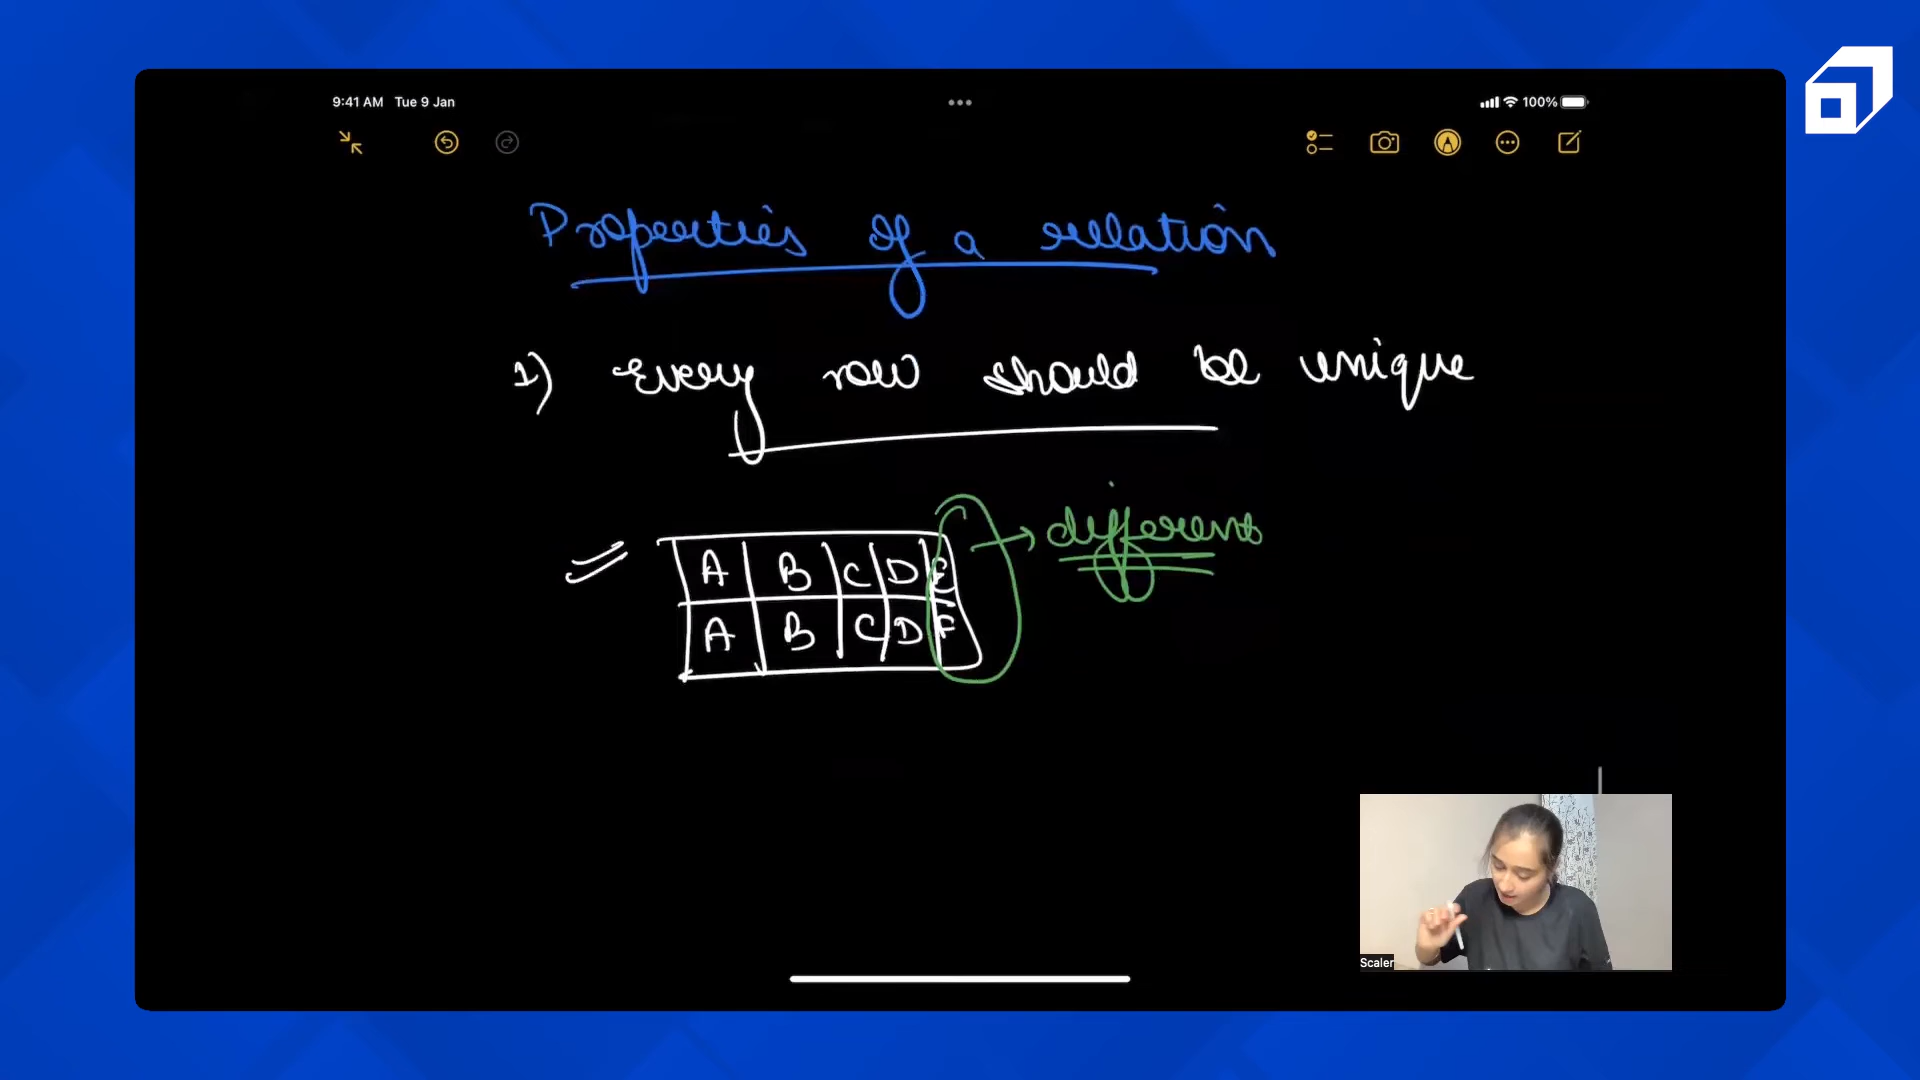 9:41 AM Tue 9 Jan
100%
Properties of a relation
1) Every row should be unique
different
A B C D E
A B C D F
Scaler